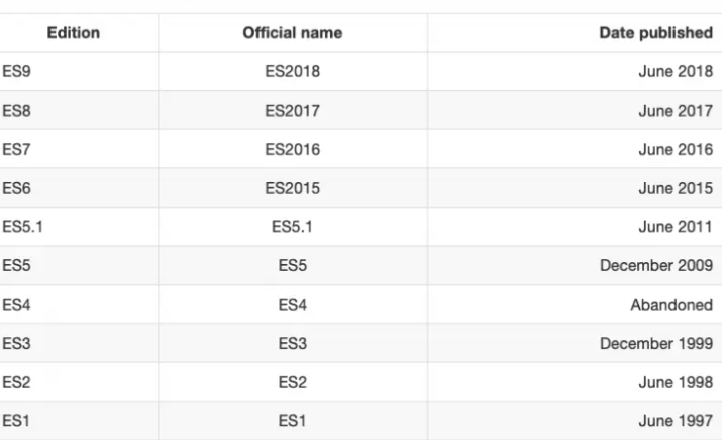 Edition Official name Date published
ES9 ES2018 June 2018
ES8 ES2017 June 2017
ES7 ES2016 June 2016
ES6 ES2015 June 2015
ES5.1 ES5.1 June 2011
ES5 ES5 December 2009
ES4 ES4 Abandoned
ES3 ES3 December 1999
ES2 ES2 June 1998
ES1 ES1 June 1997